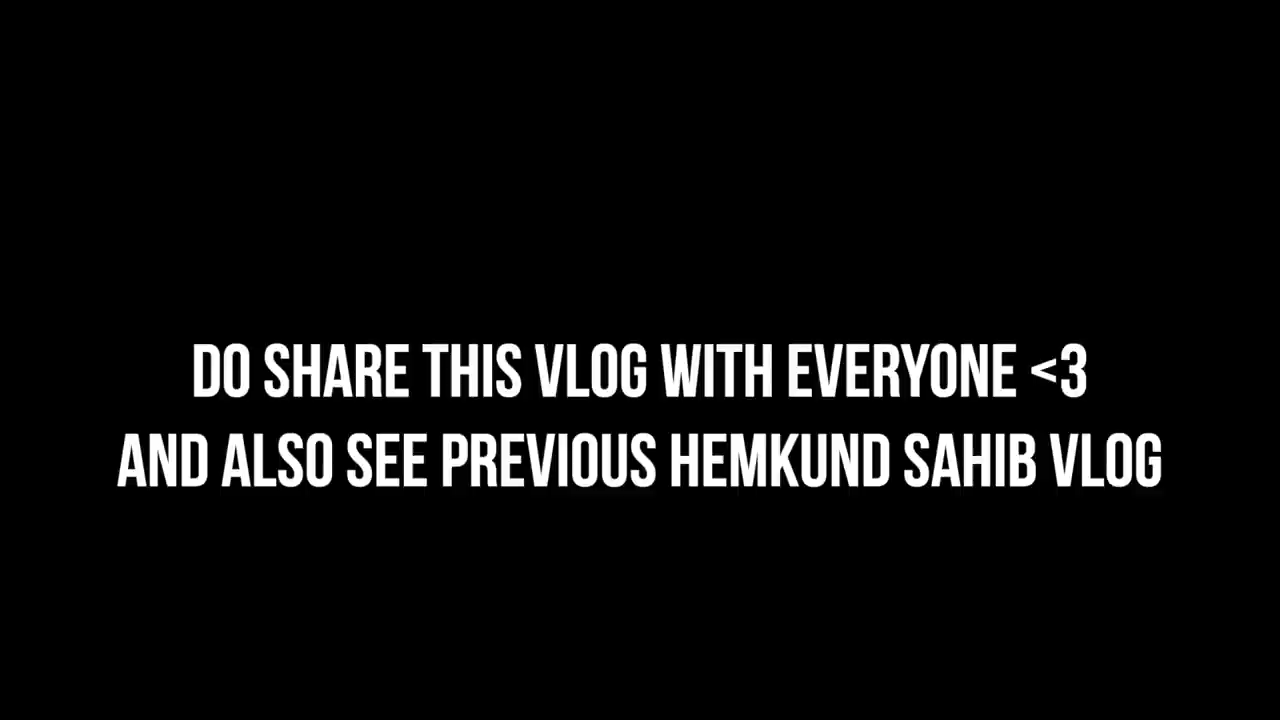 DO SHARE THIS VLOG WITH EVERYONE <3
AND ALSO SEE PREVIOUS HEMKUND SAHIB VLOG